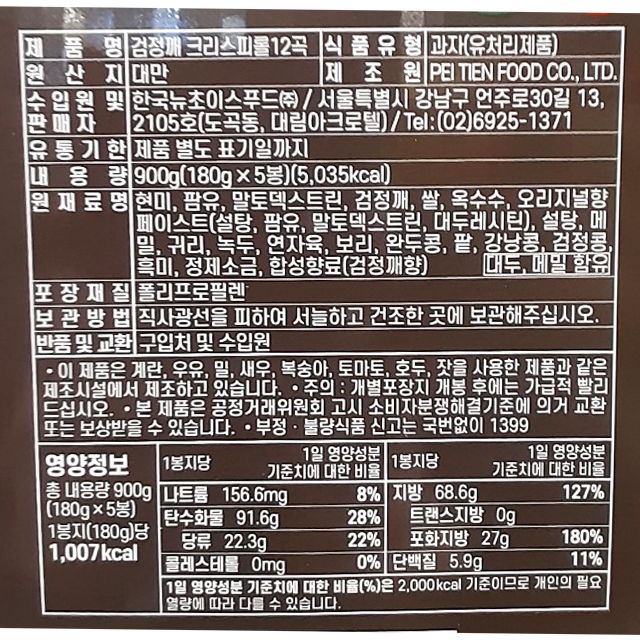 제품명 검정깨 크리스피롤12곡 식품유형 과자(유처리제품)
원산지 대만 제조원 PEI TIEN FOOD CO., LTD.
수입원 및 한국뉴초이스푸드㈜ / 서울특별시 강남구 언주로30길 13,
판매자 2105호(도곡동, 대림아크로텔) / Tel:(02)6925-1371
유통기한 제품 별도 표기일까지
내용량 900g(180g × 5봉)(5,035kcal)
원재료명 현미, 팜유, 말토덱스트린, 검정깨, 쌀, 옥수수, 오리지널향
페이스트(설탕, 팜유, 말토덱스트린, 대두레시틴), 설탕, 메
밀, 귀리, 녹두, 연자육, 보리, 완두콩, 팥, 강낭콩, 검정콩,
흑미, 정제소금, 합성향료(검정깨향) 대두, 메밀 함유
포장재질 폴리프로필렌
보관방법 직사광선을 피하여 서늘하고 건조한 곳에 보관해주십시오.
반품 및 교환 구입처 및 수입원
• 이 제품은 계란, 우유, 밀, 새우, 복숭아, 토마토, 호두, 잣을 사용한 제품과 같은
제조시설에서 제조하고 있습니다. • 주의 : 개별포장지 개봉 후에는 가급적 빨리
드십시오. • 본 제품은 공정거래위원회 고시 소비자분쟁해결기준에 의거 교환
또는 보상받을 수 있습니다. • 부정 · 불량식품 신고는 국번없이 1399
영양정보
총 내용량 900g
(180g × 5봉)
1봉지(180g)당
1,007kcal
1봉지당 1일 영양성분
기준치에 대한 비율
나트륨 156.6mg 8%
탄수화물 91.6g 28%
당류 22.3g 22%
콜레스테롤 0mg 0%
1봉지당 1일 영양성분
기준치에 대한 비율
지방 68.6g 127%
트랜스지방 0g
포화지방 27g 180%
단백질 5.9g 11%
1일 영양성분 기준치에 대한 비율(%)은 2,000kcal 기준이므로 개인의 필요
열량에 따라 다를 수 있습니다.